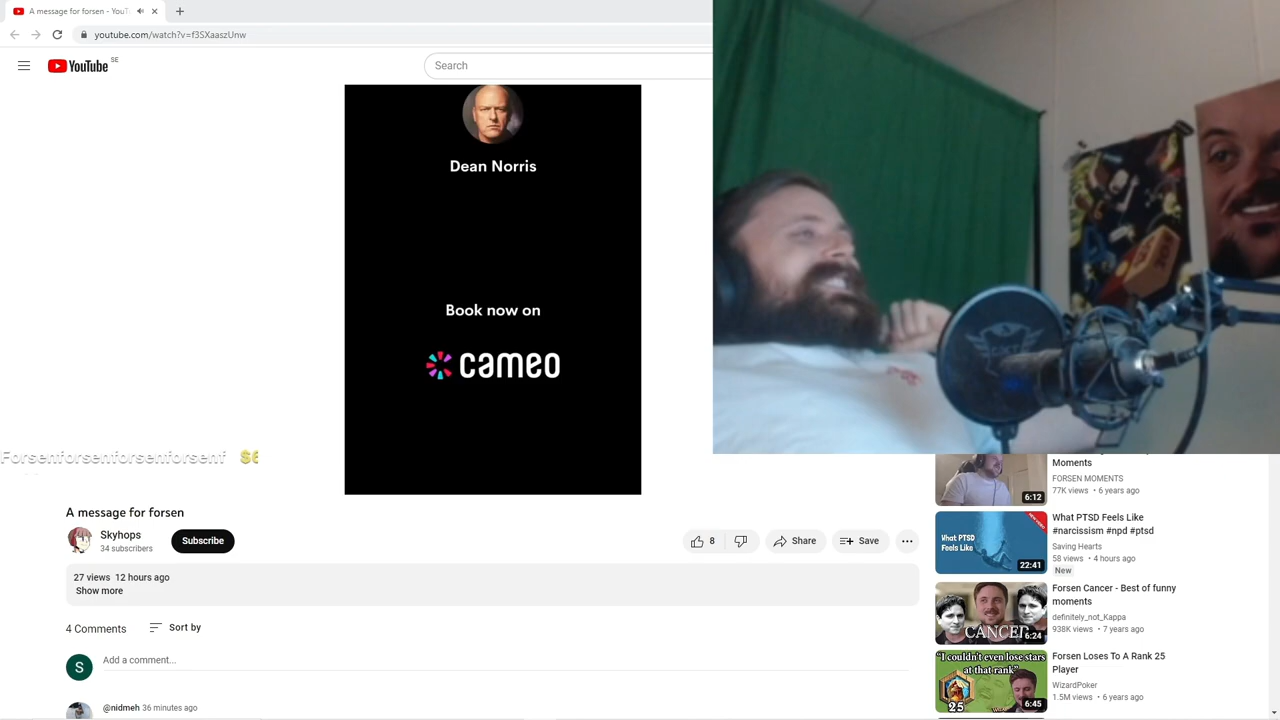 A message for forsen - YouT
youtube.com/watch?v=f3SXaaszUnw
YouTube
SE
Search
Dean Norris
Book now on
cameo
Forsenforsenforsenforsenf $6
A message for forsen
Skyhops
34 subscribers
Subscribe
8
Share
Save
27 views 12 hours ago
Show more
4 Comments
Sort by
S
Add a comment...
@nidmeh 36 minutes ago
Moments
FORSEN MOMENTS
77K views • 6 years ago
6:12
What PTSD Feels Like
#narcissism #npd #ptsd
Saving Hearts
58 views • 4 hours ago
New
What PTSD
Feels Like
22:41
Forsen Cancer - Best of funny
moments
definitely_not_Kappa
938K views • 7 years ago
CANCER
6:24
Forsen Loses To A Rank 25
Player
WizardPoker
1.5M views • 6 years ago
"I couldn't even lose stars
at that rank"
25
6:45